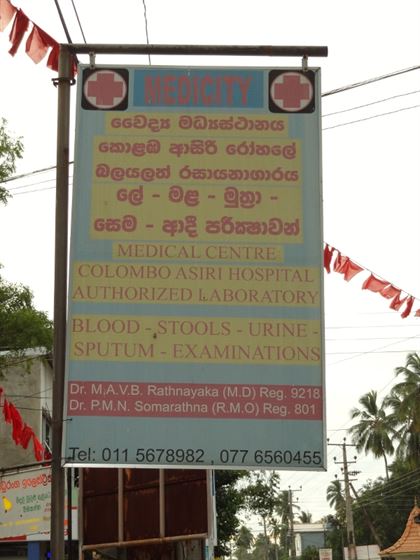 MEDICITY
වෛද්‍ය මධ්‍යස්ථානය
කොළඹ ආසිරි රෝහලේ
බලයලත් රසායනාගාරය
ලේ - මළ - මුත්‍රා -
සෙම - ආදී පරීක්ෂාවන්
MEDICAL CENTRE
COLOMBO ASIRI HOSPITAL
AUTHORIZED LABORATORY
BLOOD - STOOLS - URINE -
SPUTUM - EXAMINATIONS
Dr. M,A.V.B. Rathnayaka (M.D) Reg. 9218
Dr. P.M.N. Somarathna (R.M.O) Reg. 801
Tel: 011 5678982 , 077 6560455